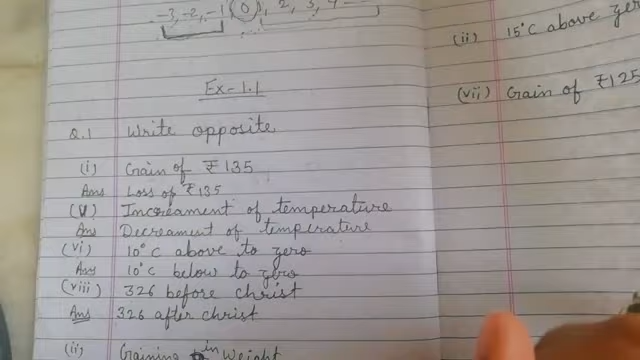 -3, -2, -1, 0, 1, 2, 3, 4
Ex-1.1
Q.1 Write opposite
(i) Gain of ₹135
Ans Loss of ₹135
(V) Increament of temperature
Ans Decreament of temperature
(vi) 10°C above to zero
Ans 10°C below to zero
(viii) 326 before christ
Ans 326 after christ
(ii) Gaining in Weight
(ii) 15°C above zero
(vii) Gain of ₹125